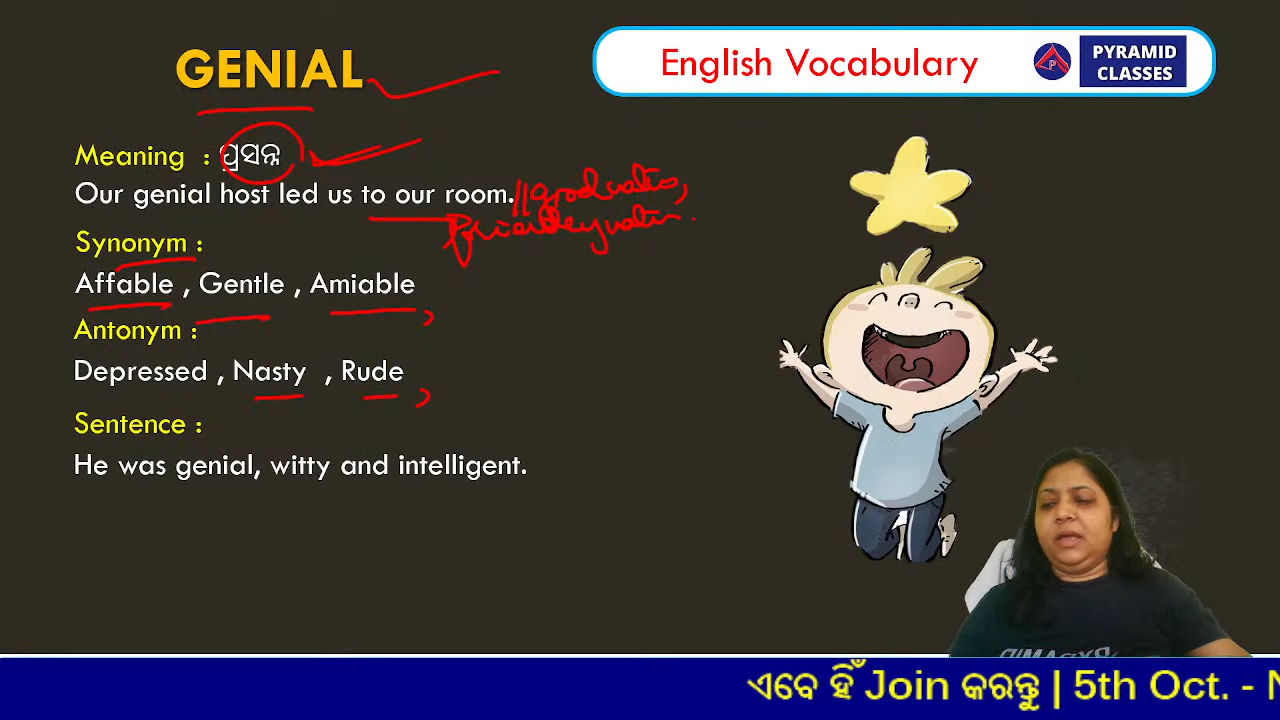 GENIAL
English Vocabulary
PYRAMID
CLASSES
Meaning : ପ୍ରସନ୍ନ
Our genial host led us to our room.
Synonym :
Affable , Gentle , Amiable
Antonym :
Depressed , Nasty , Rude
Sentence :
He was genial, witty and intelligent.
ଏବେ ହିଁ Join କରନ୍ତୁ | 5th Oct. -